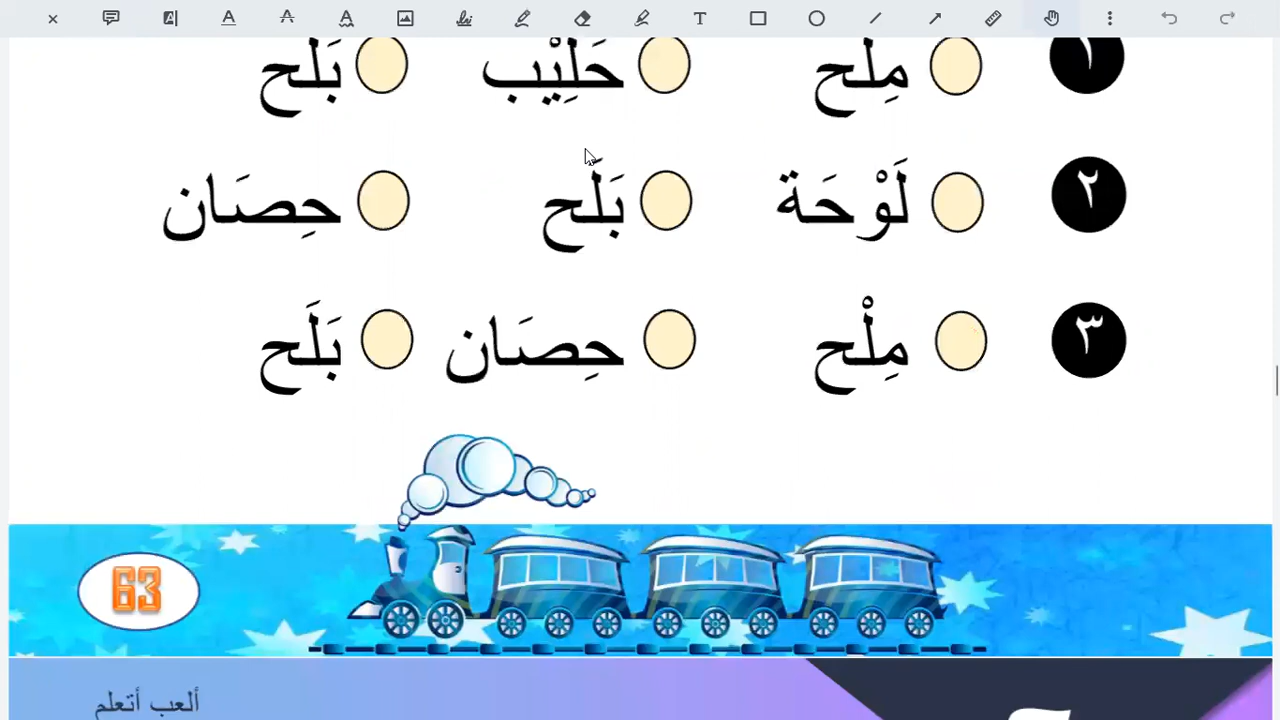 ١ مِلْح حَلِيْب بَلَح
٢ لَوْحَة بَلَح حِصَان
٣ مِلْح حِصَان بَلَح
63
ألعب أتعلم